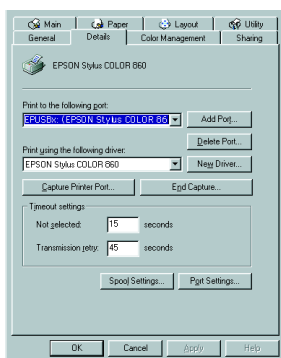 Main Paper Layout Utility
General Details Color Management Sharing
EPSON Stylus COLOR 860
Print to the following port:
EPUSBx: (EPSON Stylus COLOR 86 Add Port...
Delete Port...
Print using the following driver:
EPSON Stylus COLOR 860 New Driver...
Capture Printer Port... End Capture...
Timeout settings
Not selected: 15 seconds
Transmission retry: 45 seconds
Spool Settings... Port Settings...
OK Cancel Apply Help